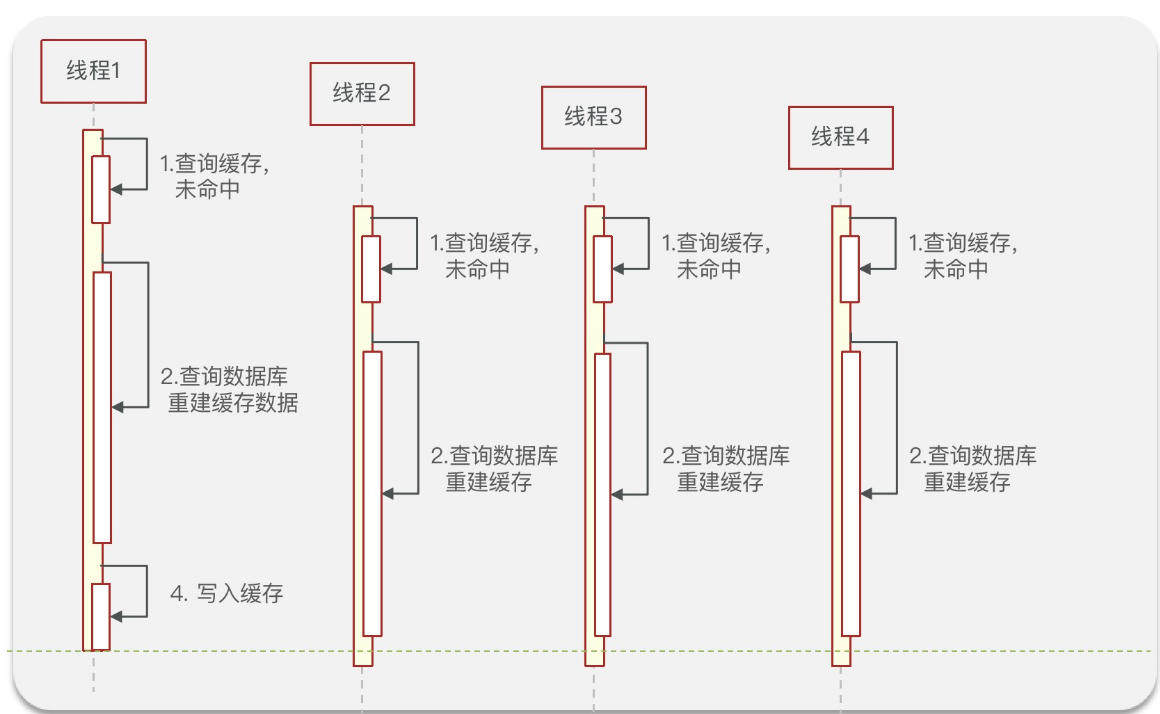 线程1
1.查询缓存,
未命中
2.查询数据库
重建缓存数据
4. 写入缓存
线程2
1.查询缓存,
未命中
2.查询数据库
重建缓存
线程3
1.查询缓存,
未命中
2.查询数据库
重建缓存
线程4
1.查询缓存,
未命中
2.查询数据库
重建缓存